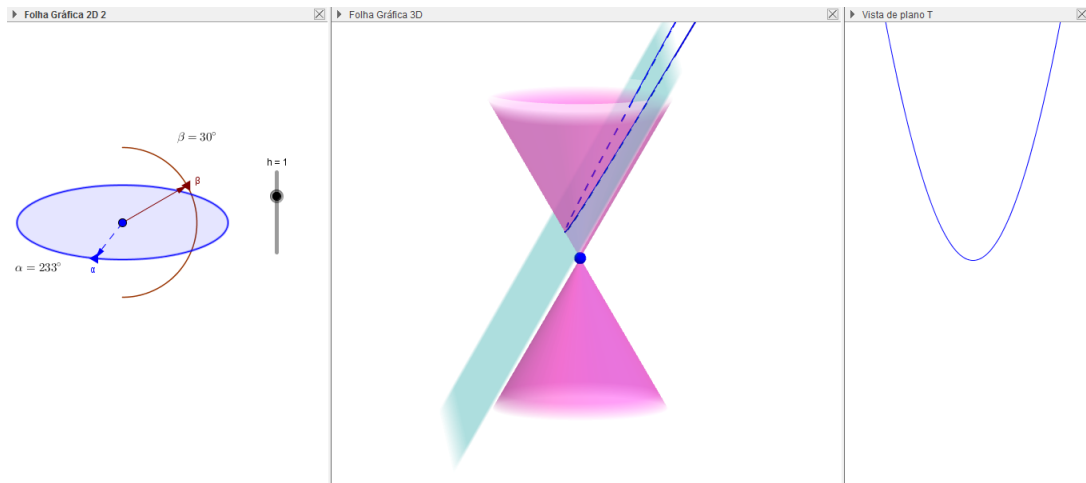 Folha Gráfica 2D 2
β = 30°
β
h = 1
α = 233°
α
Folha Gráfica 3D
Vista de plano T